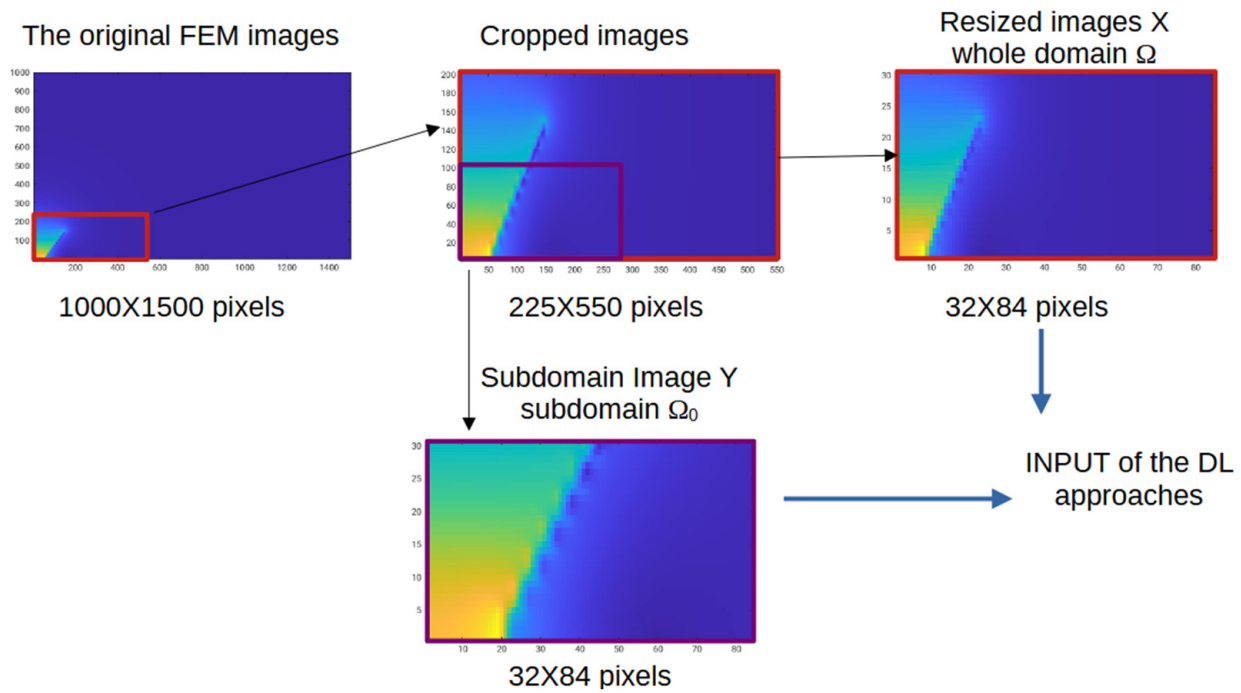 The original FEM images
1000
900
800
700
600
500
400
300
200
100
200 400 600 800 1000 1200 1400
1000X1500 pixels
Cropped images
200
180
160
140
120
100
80
60
40
20
50 100 150 200 250 300 350 400 450 500 550
225X550 pixels
Resized images X
whole domain Ω
30
25
20
15
10
5
10 20 30 40 50 60 70 80
32X84 pixels
Subdomain Image Y
subdomain Ω₀
30
25
20
15
10
5
10 20 30 40 50 60 70 80
32X84 pixels
INPUT of the DL
approaches